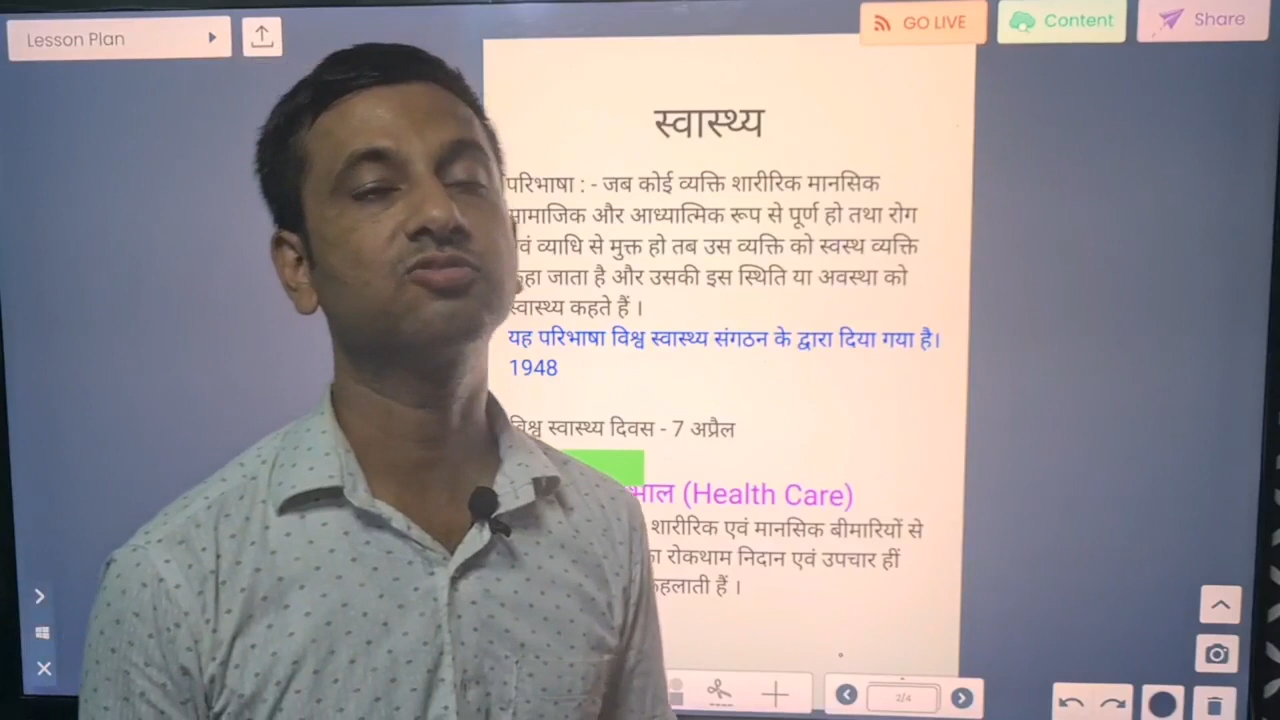 Lesson Plan
GO LIVE
Content
Share
स्वास्थ्य
परिभाषा : - जब कोई व्यक्ति शारीरिक मानसिक
और आध्यात्मिक रूप से पूर्ण हो तथा रोग
व्याधि से मुक्त हो तब उस व्यक्ति को स्वस्थ व्यक्ति
जाता है और उसकी इस स्थिति या अवस्था को
स्वास्थ्य कहते हैं ।
यह परिभाषा विश्व स्वास्थ्य संगठन के द्वारा दिया गया है।
1948
विश्व स्वास्थ्य दिवस - 7 अप्रैल
(Health Care)
शारीरिक एवं मानसिक बीमारियों से
रोकथाम निदान एवं उपचार हीं
हैं ।
2/4